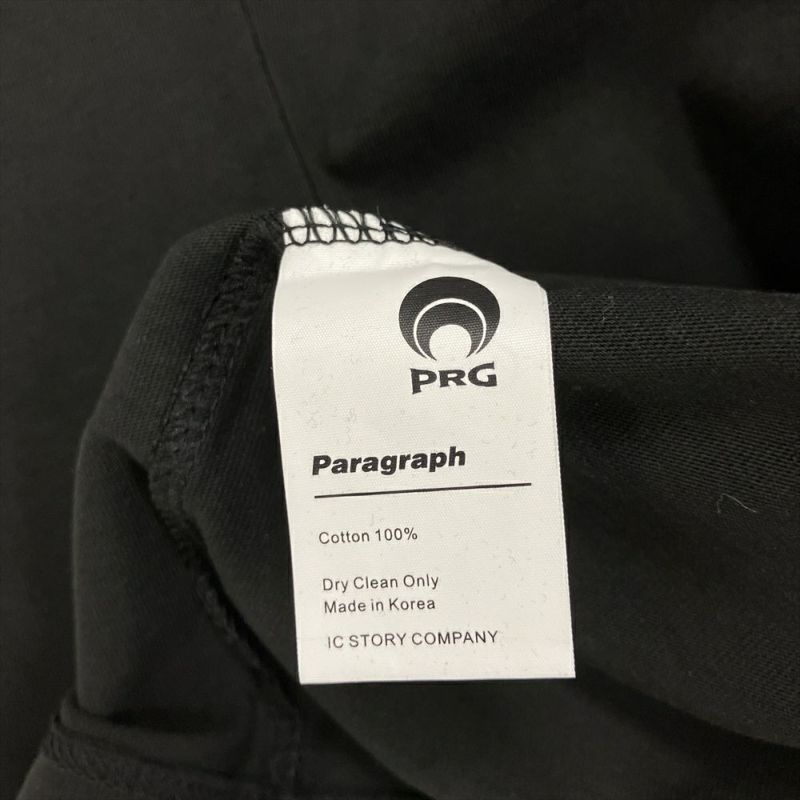 PRG
Paragraph
Cotton 100%
Dry Clean Only
Made in Korea
IC STORY COMPANY